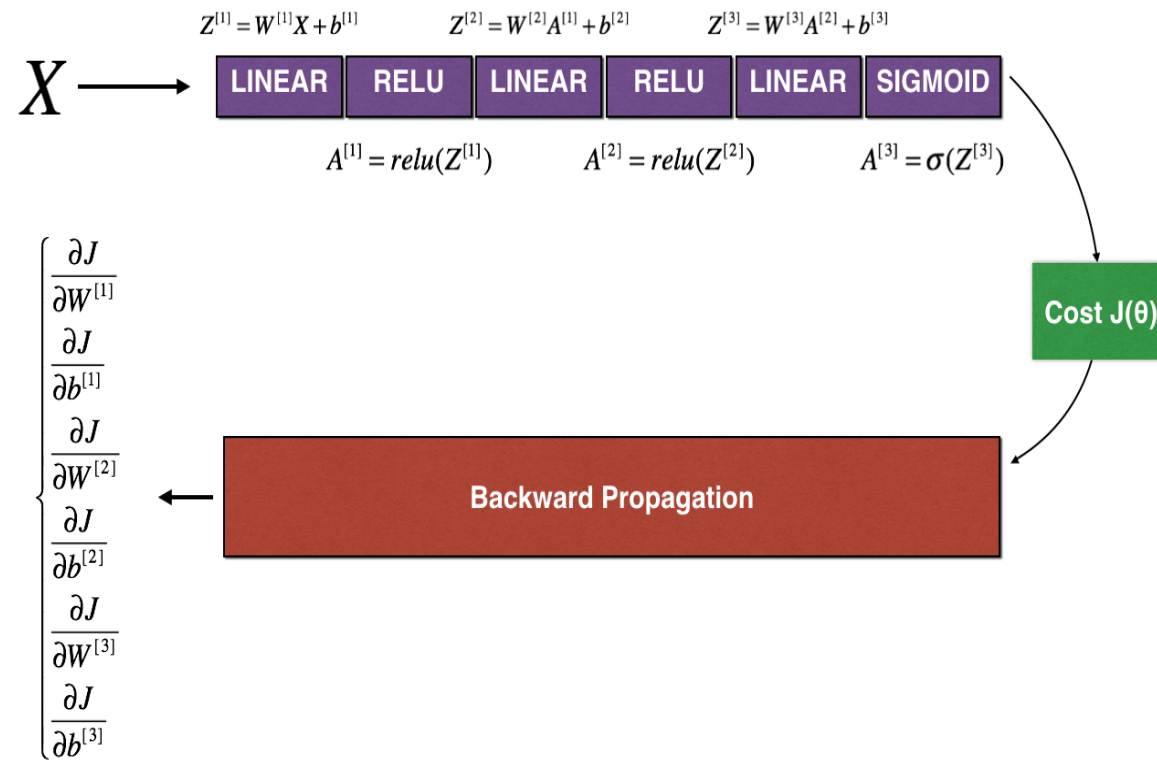 Z^[1] = W^[1]X + b^[1] Z^[2] = W^[2]A^[1] + b^[2] Z^[3] = W^[3]A^[2] + b^[3]
X LINEAR RELU LINEAR RELU LINEAR SIGMOID
A^[1] = relu(Z^[1]) A^[2] = relu(Z^[2]) A^[3] = σ(Z^[3])
Cost J(θ)
Backward Propagation
∂J
∂W^[1]
∂J
∂b^[1]
∂J
∂W^[2]
∂J
∂b^[2]
∂J
∂W^[3]
∂J
∂b^[3]